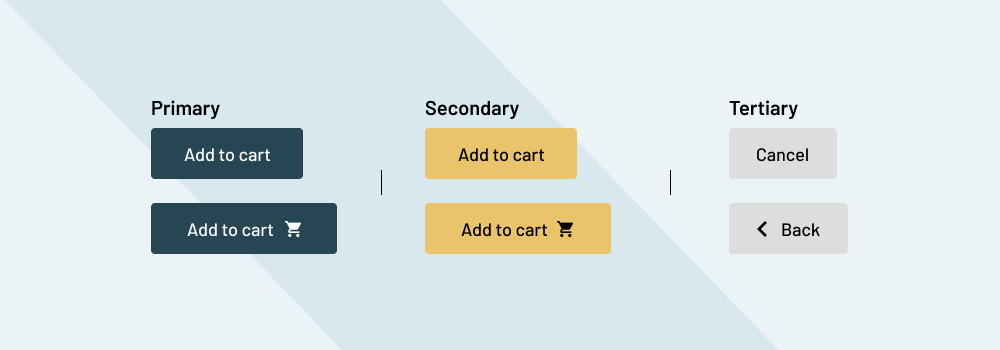 Primary
Add to cart
Add to cart
Secondary
Add to cart
Add to cart
Tertiary
Cancel
Back